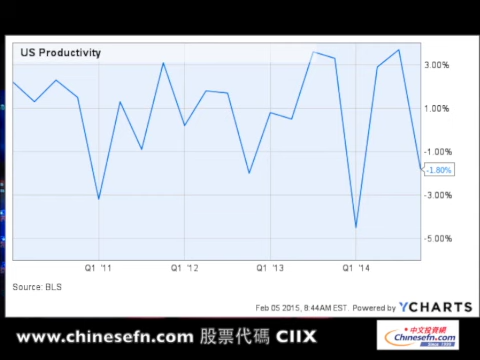 US Productivity
3.00%
1.00%
-1.00%
-1.80%
-3.00%
-5.00%
Q1 '11
Q1 '12
Q1 '13
Q1 '14
Source: BLS
Feb 05 2015, 8:44AM EST. Powered by YCHARTS
www.chinesefn.com 股票代碼 CIIX
中文投資網
Chinesefn.com
Since 1999